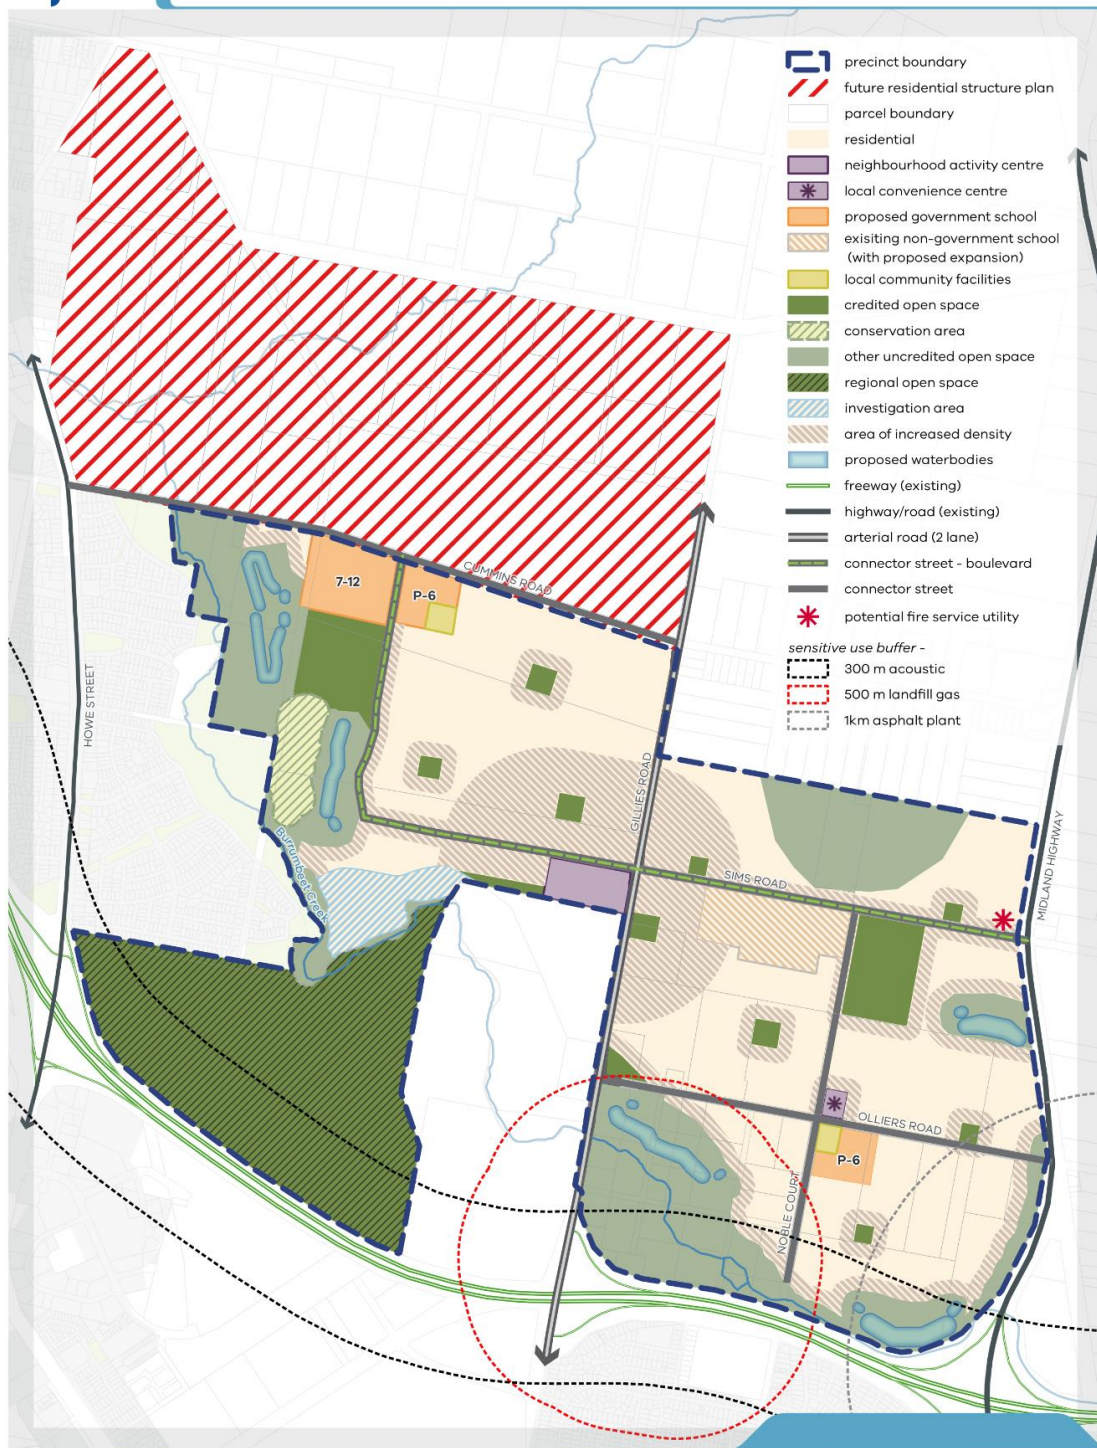 precinct boundary
future residential structure plan
parcel boundary
residential
neighbourhood activity centre
local convenience centre
proposed government school
exisiting non-government school
(with proposed expansion)
local community facilities
credited open space
conservation area
other uncredited open space
regional open space
investigation area
area of increased density
proposed waterbodies
freeway (existing)
highway/road (existing)
arterial road (2 lane)
connector street - boulevard
connector street
potential fire service utility
sensitive use buffer -
300 m acoustic
500 m landfill gas
1km asphalt plant
7-12
P-6
CUMMINS ROAD
HOWE STREET
GILLIES ROAD
Burrumbeet Creek
SIMS ROAD
MIDLAND HIGHWAY
OLLIERS ROAD
P-6
NOBLE COURT